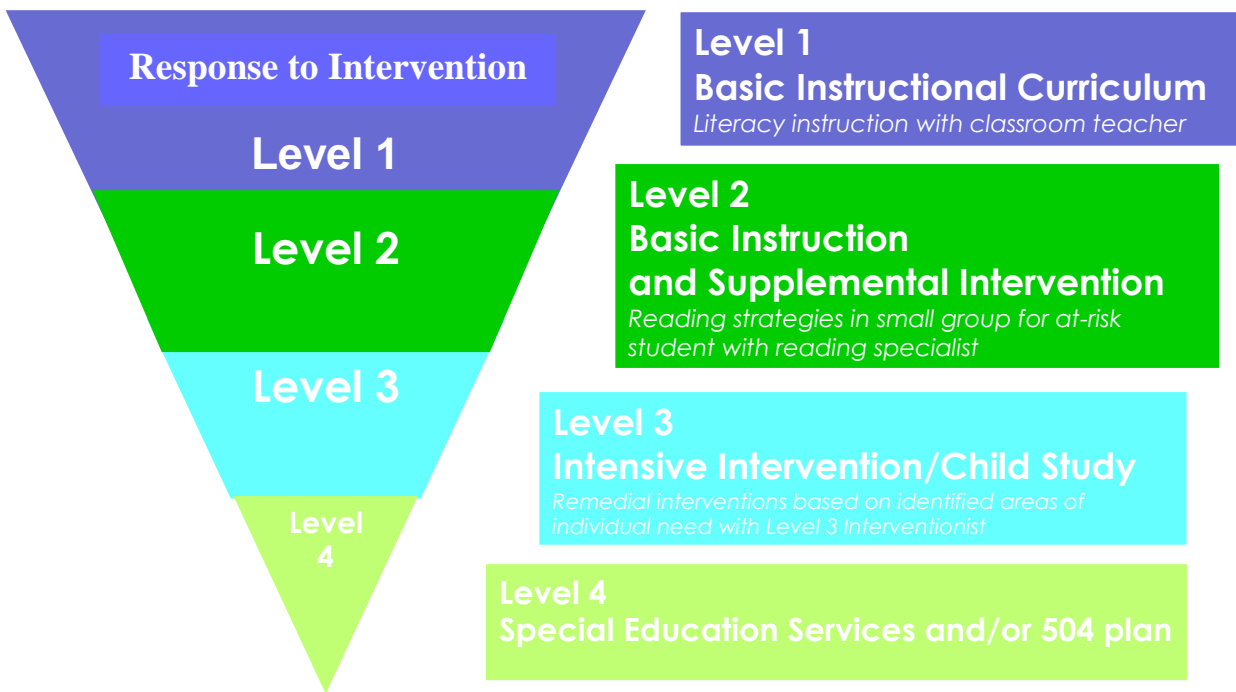 Response to Intervention
Level 1
Level 2
Level 3
Level
4
Level 1
Basic Instructional Curriculum
Literacy instruction with classroom teacher
Level 2
Basic Instruction
and Supplemental Intervention
Reading strategies in small group for at-risk
student with reading specialist
Level 3
Intensive Intervention/Child Study
Remedial interventions based on identified areas of
individual need with Level 3 Interventionist
Level 4
Special Education Services and/or 504 plan